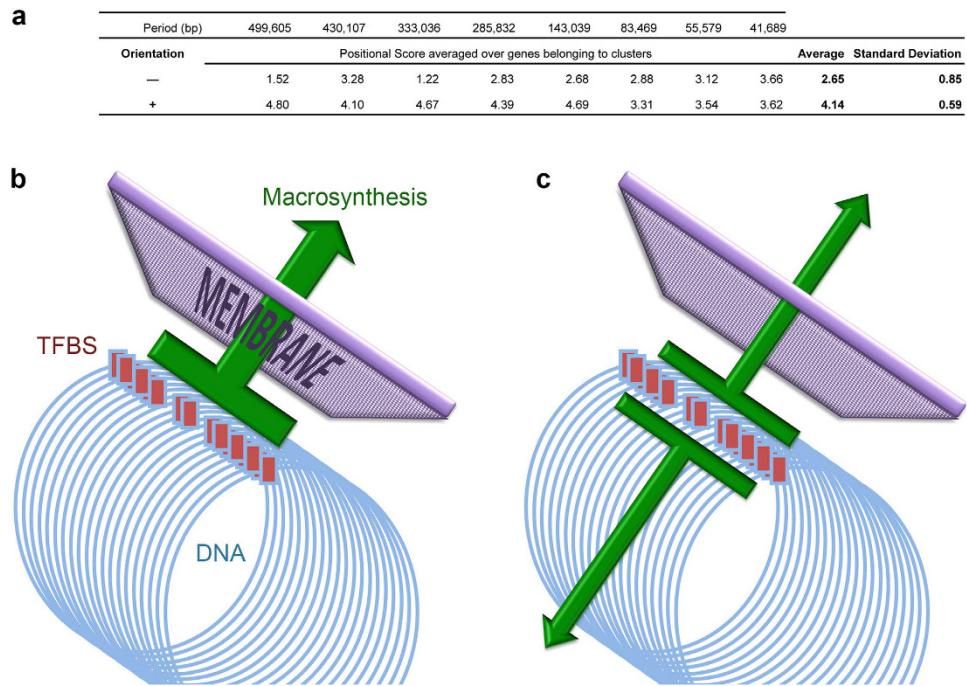 a
Period (bp) 499,605 430,107 333,036 285,832 143,039 83,469 55,579 41,689
Orientation Positional Score averaged over genes belonging to clusters Average Standard Deviation
— 1.52 3.28 1.22 2.83 2.68 2.88 3.12 3.66 2.65 0.85
+ 4.80 4.10 4.67 4.39 4.69 3.31 3.54 3.62 4.14 0.59
b
Macrosynthesis
MEMBRANE
TFBS
DNA
c